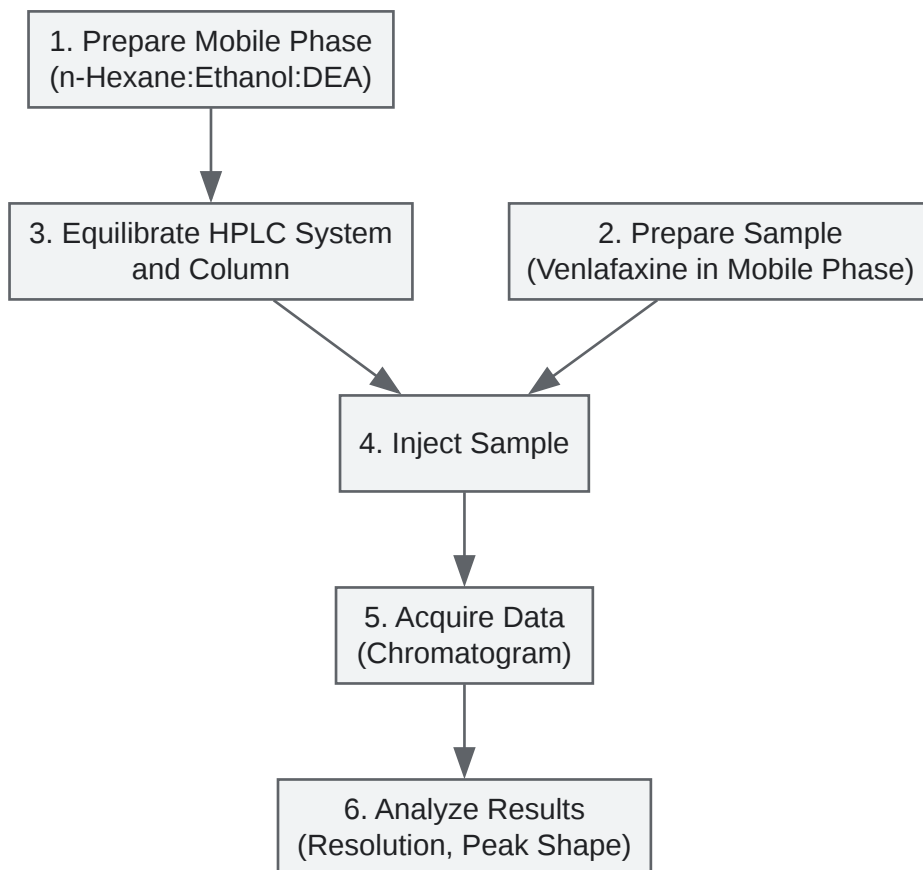 1. Prepare Mobile Phase
(n-Hexane:Ethanol:DEA)
3. Equilibrate HPLC System
and Column
2. Prepare Sample
(Venlafaxine in Mobile Phase)
4. Inject Sample
5. Acquire Data
(Chromatogram)
6. Analyze Results
(Resolution, Peak Shape)